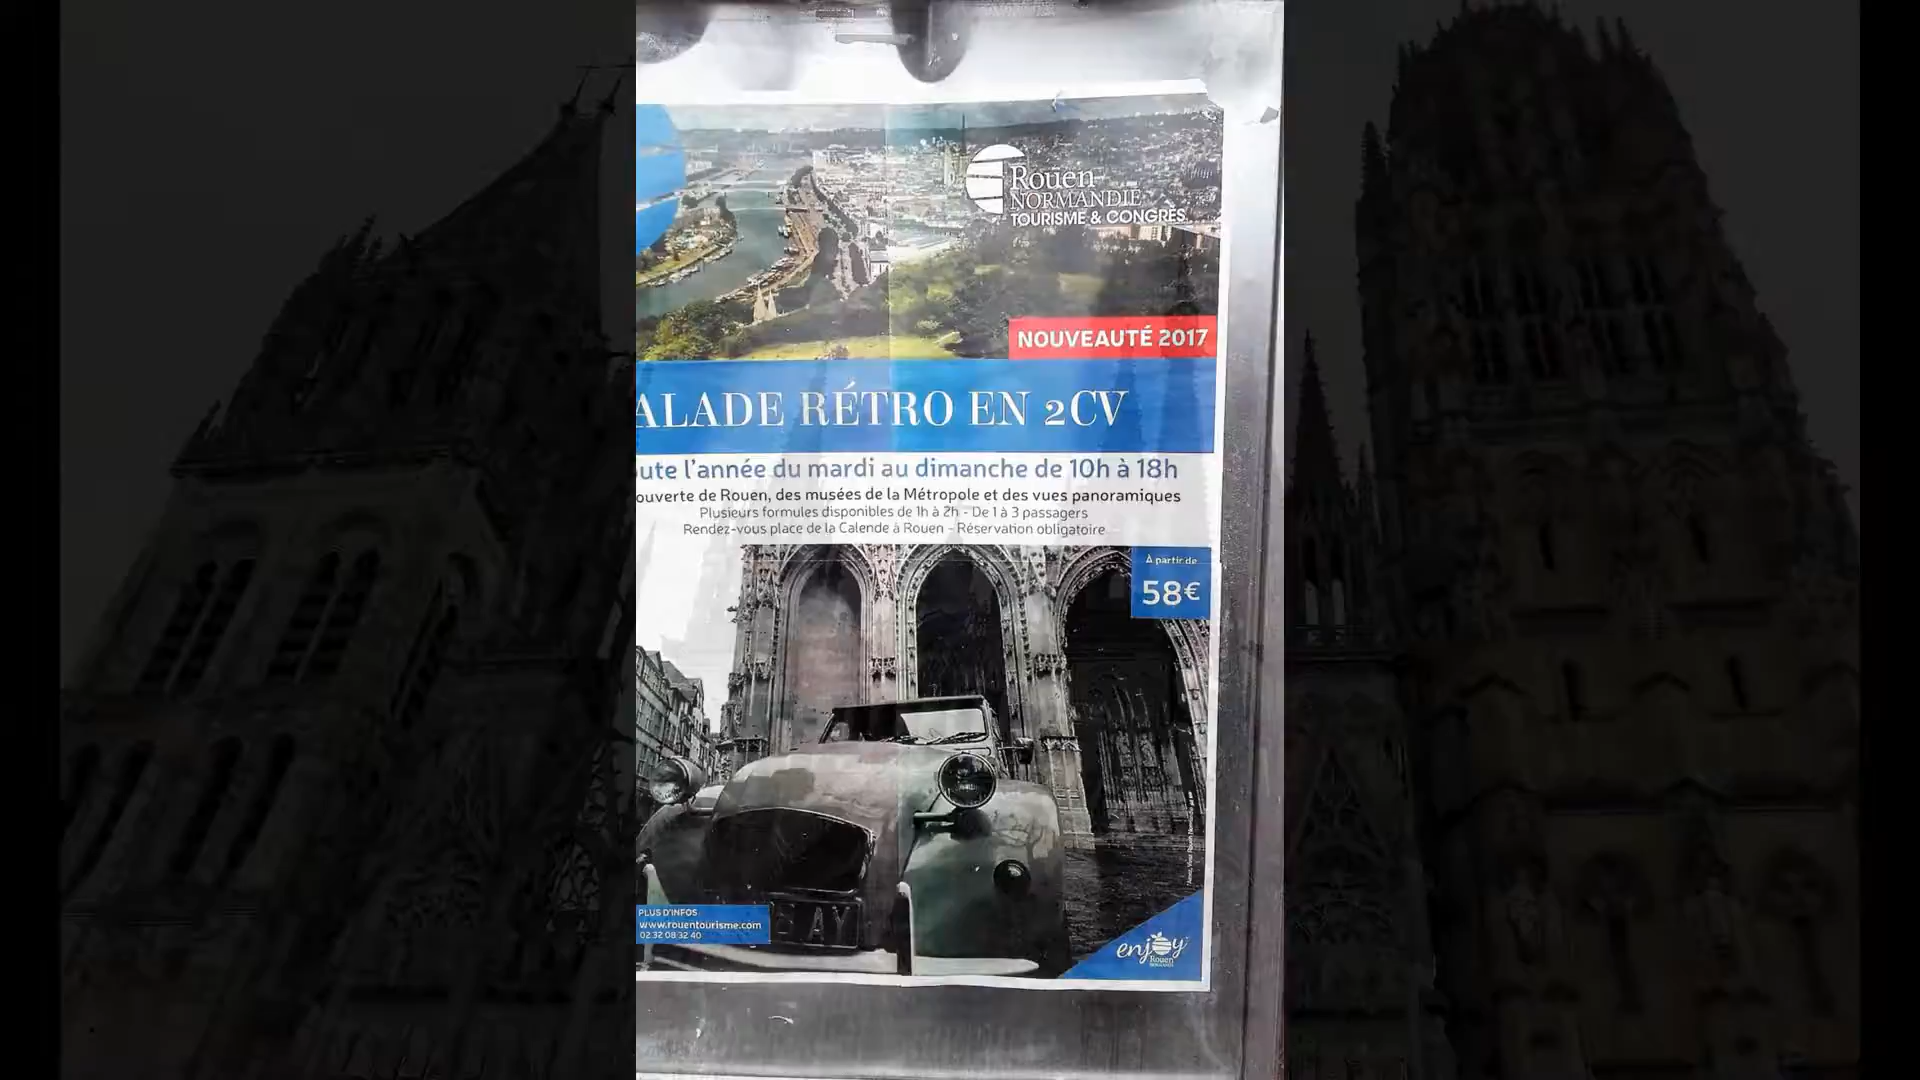 Rouen
NORMANDIE
TOURISME & CONGRÈS
NOUVEAUTÉ 2017
ALADE RÉTRO EN 2CV
ute l'année du mardi au dimanche de 10h à 18h
ouverte de Rouen, des musées de la Métropole et des vues panoramiques
Plusieurs formules disponibles de 1h à 2h - De 1 à 3 passagers
Rendez-vous place de la Calende à Rouen - Réservation obligatoire
À partir de
58€
PLUS D'INFOS
www.rouentourisme.com
02 32 08 32 40
AY
enjoy
Rouen